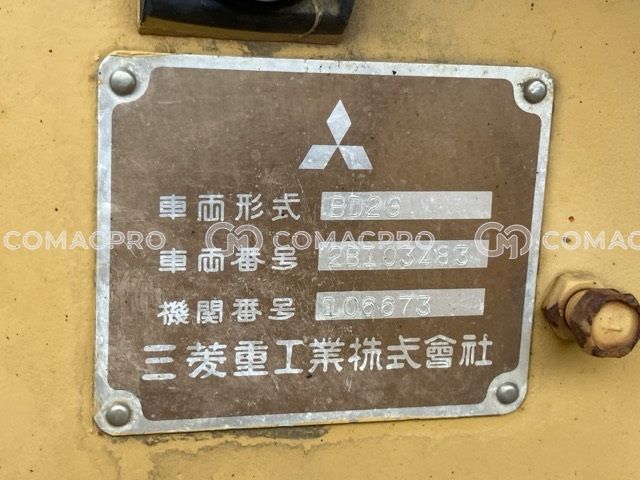 車両形式 BD2G
車両番号 2B103483
機関番号 106673
三菱重工業株式會社
COMACPRO COMACPRO COMAC